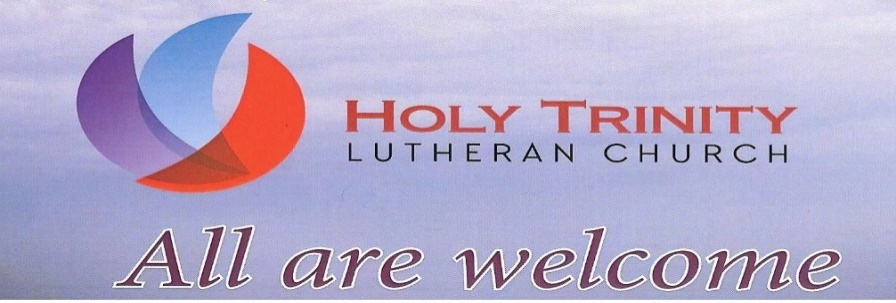 HOLY TRINITY
LUTHERAN CHURCH
All are welcome